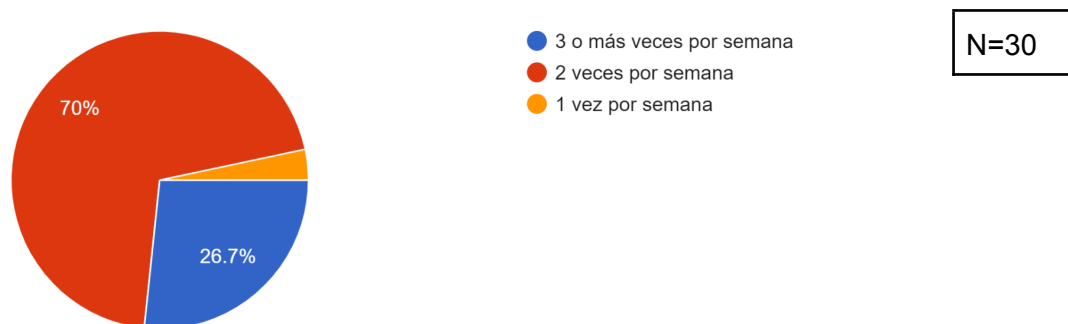 3 o más veces por semana
2 veces por semana
1 vez por semana
N=30
70%
26.7%